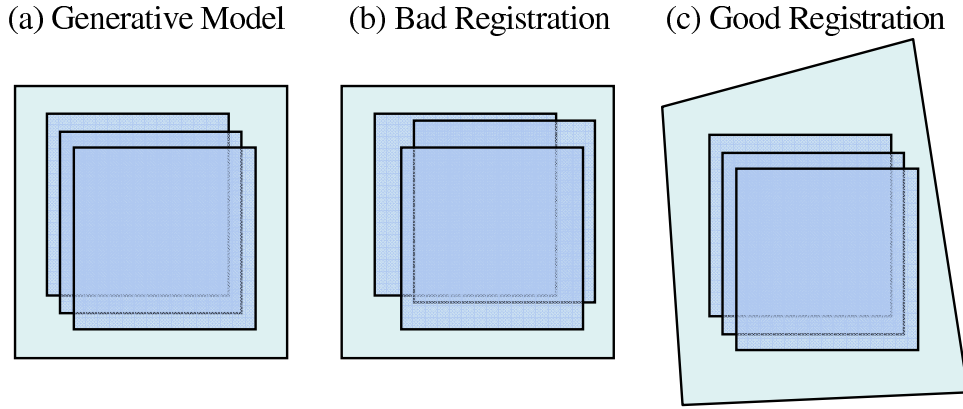 (a) Generative Model
(b) Bad Registration
(c) Good Registration